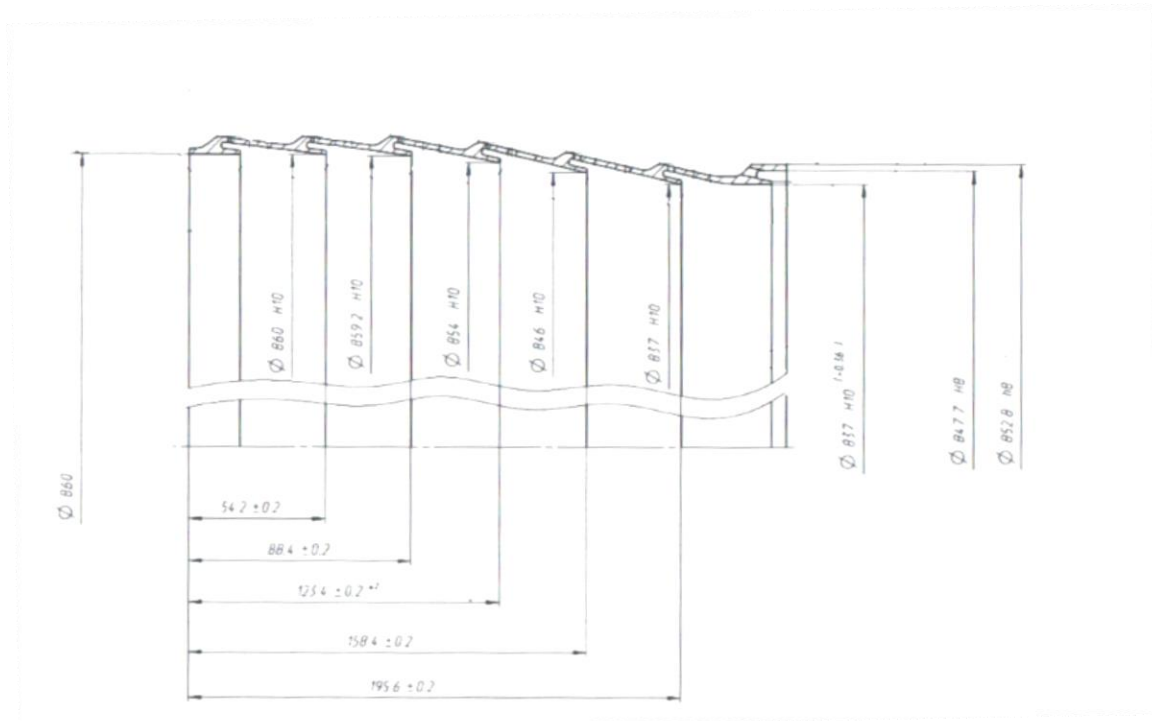 Ø 860
Ø 860 H10
Ø 859.2 H10
Ø 854 H10
Ø 846 H10
Ø 837 H10
Ø 837 H10
Ø 847.7 H8
Ø 852.8 h8
54.2 ±0.2
88.4 ±0.2
123.4 ±0.2
158.4 ±0.2
195.6 ±0.2